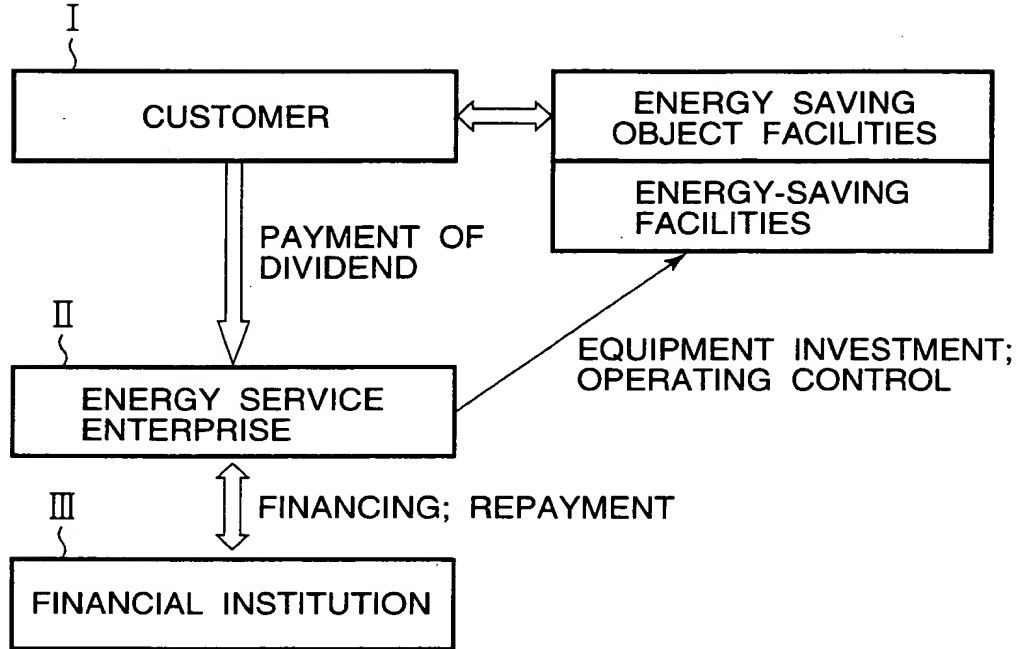 I
CUSTOMER
ENERGY SAVING
OBJECT FACILITIES
ENERGY-SAVING
FACILITIES
PAYMENT OF
DIVIDEND
II
ENERGY SERVICE
ENTERPRISE
EQUIPMENT INVESTMENT;
OPERATING CONTROL
FINANCING; REPAYMENT
III
FINANCIAL INSTITUTION